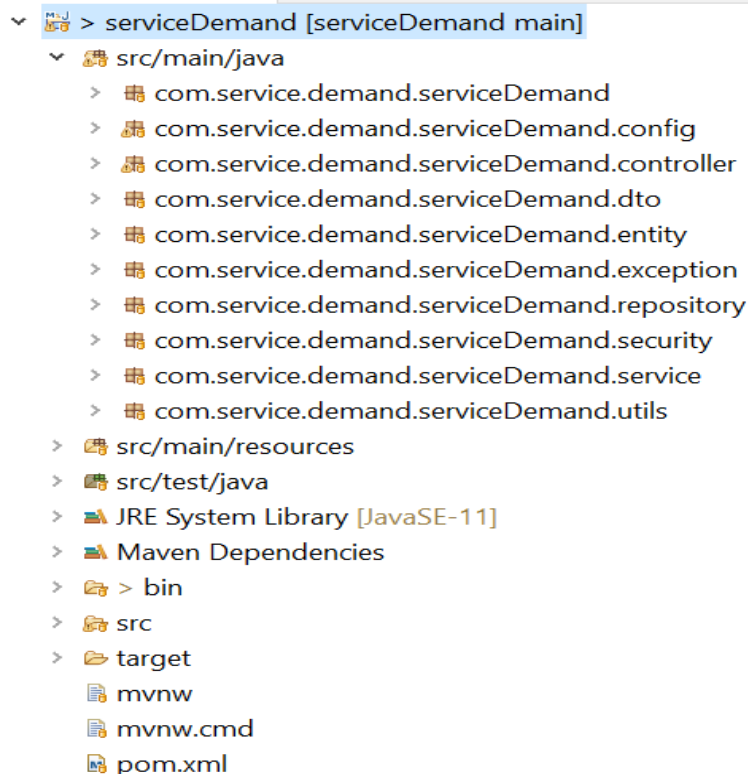 > serviceDemand [serviceDemand main]
src/main/java
com.service.demand.serviceDemand
com.service.demand.serviceDemand.config
com.service.demand.serviceDemand.controller
com.service.demand.serviceDemand.dto
com.service.demand.serviceDemand.entity
com.service.demand.serviceDemand.exception
com.service.demand.serviceDemand.repository
com.service.demand.serviceDemand.security
com.service.demand.serviceDemand.service
com.service.demand.serviceDemand.utils
src/main/resources
src/test/java
JRE System Library [JavaSE-11]
Maven Dependencies
> bin
src
target
mvnw
mvnw.cmd
pom.xml